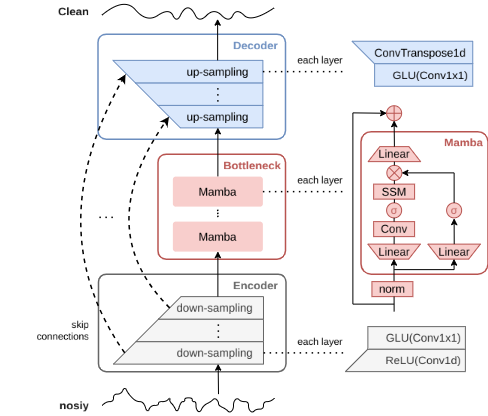 Clean
Decoder
each layer
up-sampling
⋮
up-sampling
ConvTranspose1d
GLU(Conv1x1)
Bottleneck
each layer
Mamba
⋮
Mamba
...
Mamba
Linear
SSM
σ
σ
Conv
Linear
Linear
norm
Encoder
down-sampling
⋮
down-sampling
skip
connections
each layer
GLU(Conv1x1)
ReLU(Conv1d)
nosiy